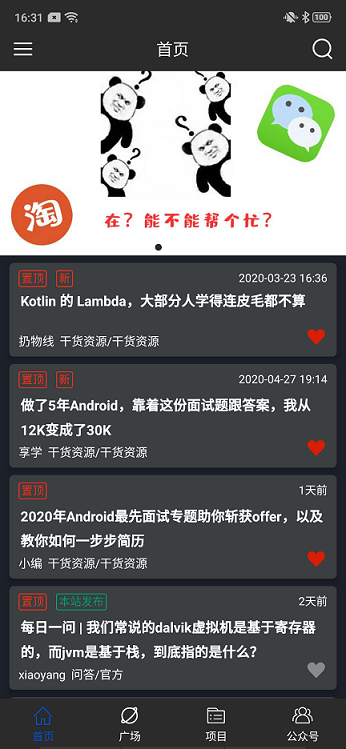 16:31
100
首页
淘
在？能不能帮个忙？
置顶 新 2020-03-23 16:36
Kotlin 的 Lambda，大部分人学得连皮毛都不算
扔物线 干货资源/干货资源
置顶 新 2020-04-27 19:14
做了5年Android，靠着这份面试题跟答案，我从
12K变成了30K
享学 干货资源/干货资源
置顶 1天前
2020年Android最先面试专题助你斩获offer，以及
教你如何一步步简历
小编 干货资源/干货资源
置顶 本站发布 2天前
每日一问 | 我们常说的dalvik虚拟机是基于寄存器
的，而jvm是基于栈，到底指的是什么？
xiaoyang 问答/官方
首页 广场 项目 公众号